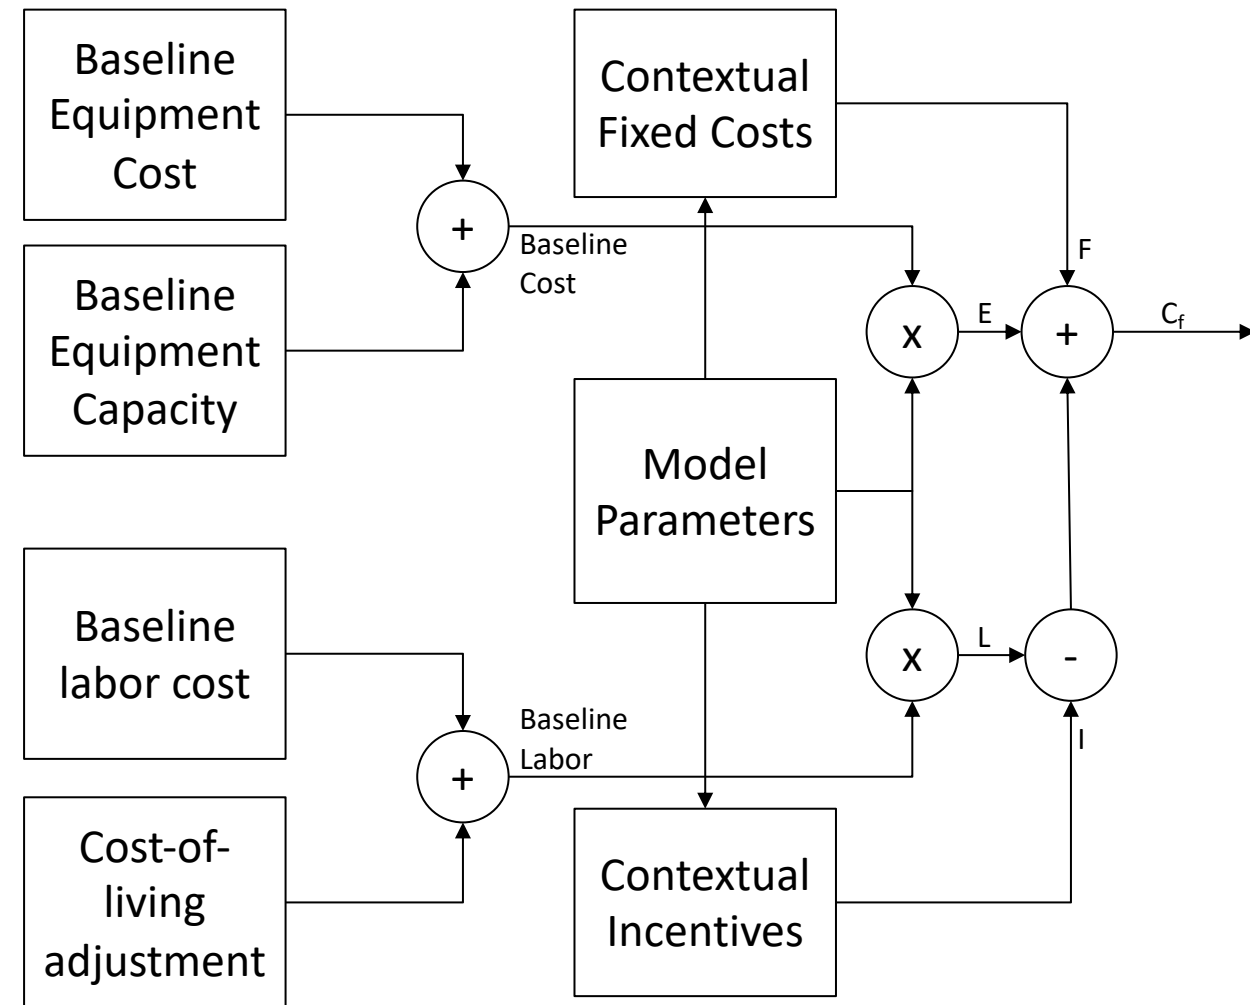 Baseline
Equipment
Cost
Contextual
Fixed Costs
+
Baseline
Cost
F
Baseline
Equipment
Capacity
x
E
+
Cf
Model
Parameters
Baseline
labor cost
x
L
-
Baseline
Labor
I
+
Cost-of-
living
adjustment
Contextual
Incentives